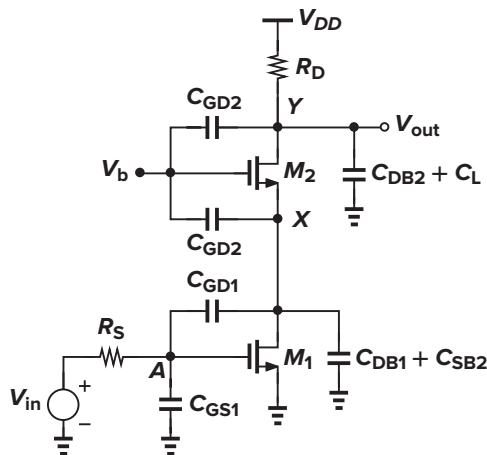 V_DD
R_D
C_GD2
Y
V_out
V_b
M_2
C_DB2 + C_L
X
C_GD2
C_GD1
R_S
A
M_1
C_DB1 + C_SB2
V_in
+
−
C_GS1